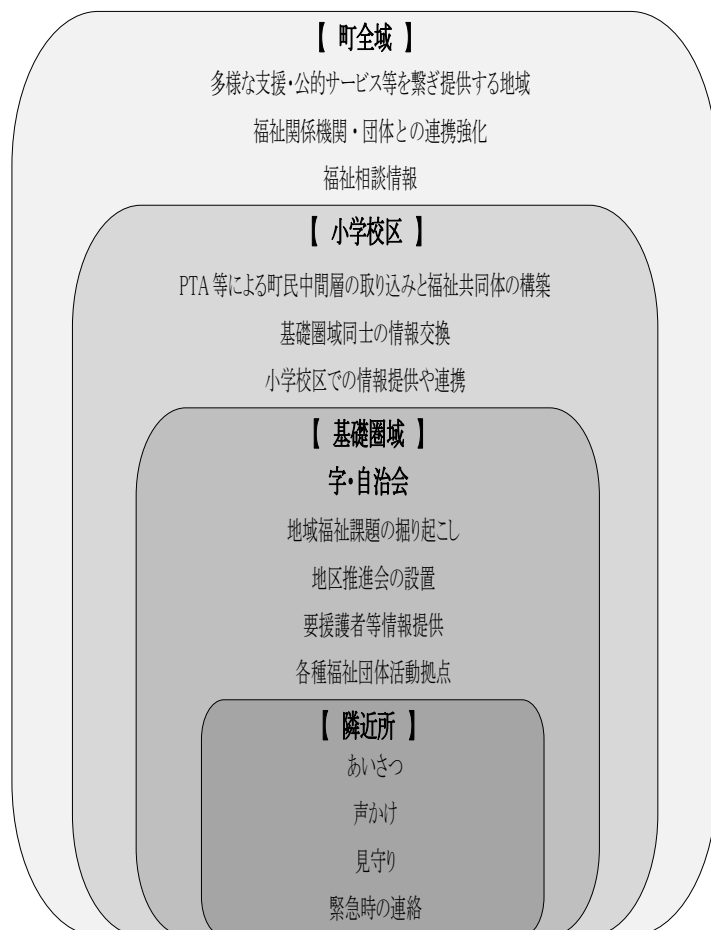 【 町全域 】
多様な支援・公的サービス等を繋ぎ提供する地域
福祉関係機関・団体との連携強化
福祉相談情報
【 小学校区 】
PTA 等による町民中間層の取り込みと福祉共同体の構築
基礎圏域同士の情報交換
小学校区での情報提供や連携
【 基礎圏域 】
字・自治会
地域福祉課題の掘り起こし
地区推進会の設置
要援護者等情報提供
各種福祉団体活動拠点
【 隣近所 】
あいさつ
声かけ
見守り
緊急時の連絡